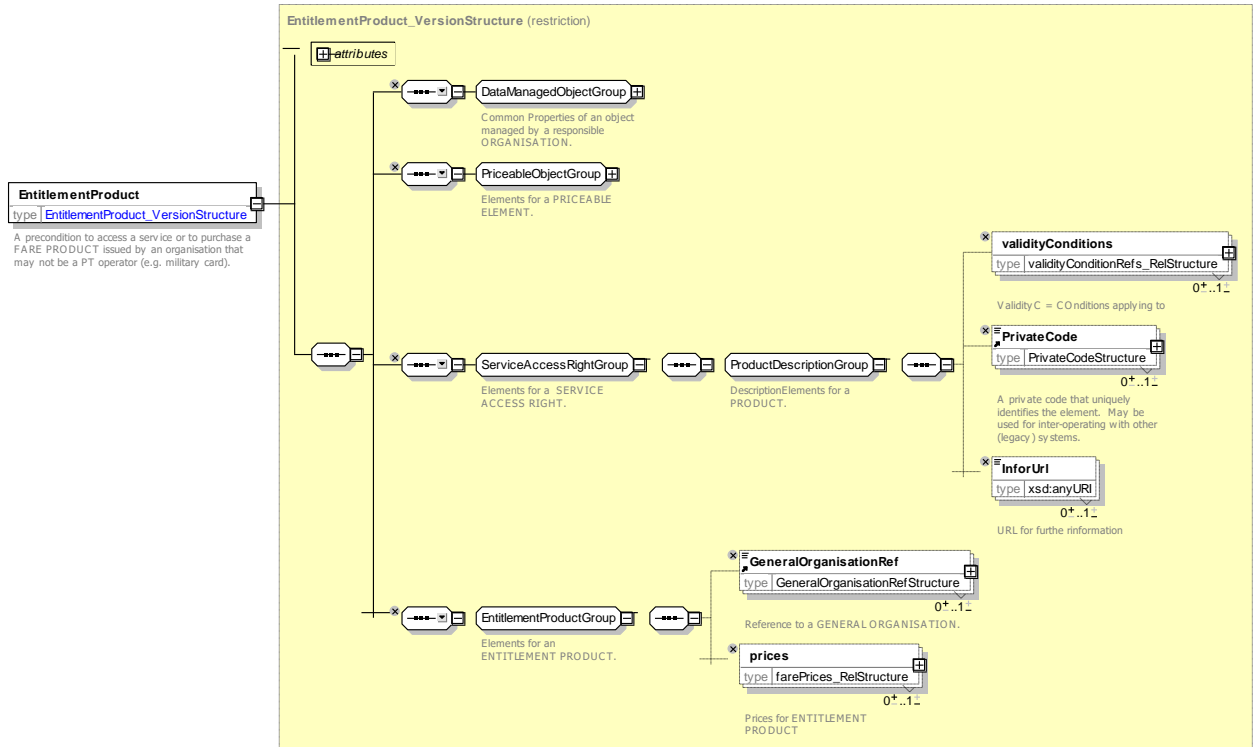 EntitlementProduct_VersionStructure (restriction)
attributes
DataManagedObjectGroup
Common Properties of an object
managed by a responsible
ORGANISATION.
PriceableObjectGroup
Elements for a PRICEABLE
ELEMENT.
EntitlementProduct
type EntitlementProduct_VersionStructure
A precondition to access a service or to purchase a
FARE PRODUCT issued by an organisation that
may not be a PT operator (e.g. military card).
validityConditions
type validityConditionRefs_RelStructure
0..1
ValidityC = COnditions applying to
ServiceAccessRightGroup
Elements for a SERVICE
ACCESS RIGHT.
ProductDescriptionGroup
DescriptionElements for a
PRODUCT.
PrivateCode
type PrivateCodeStructure
0..1
A private code that uniquely
identifies the element. May be
used for inter-operating with other
(legacy) systems.
InforUrl
type xsd:anyURI
0..1
URL for furthe rinformation
EntitlementProductGroup
Elements for an
ENTITLEMENT PRODUCT.
GeneralOrganisationRef
type GeneralOrganisationRefStructure
0..1
Reference to a GENERAL ORGANISATION.
prices
type farePrices_RelStructure
0..1
Prices for ENTITLEMENT
PRODUCT